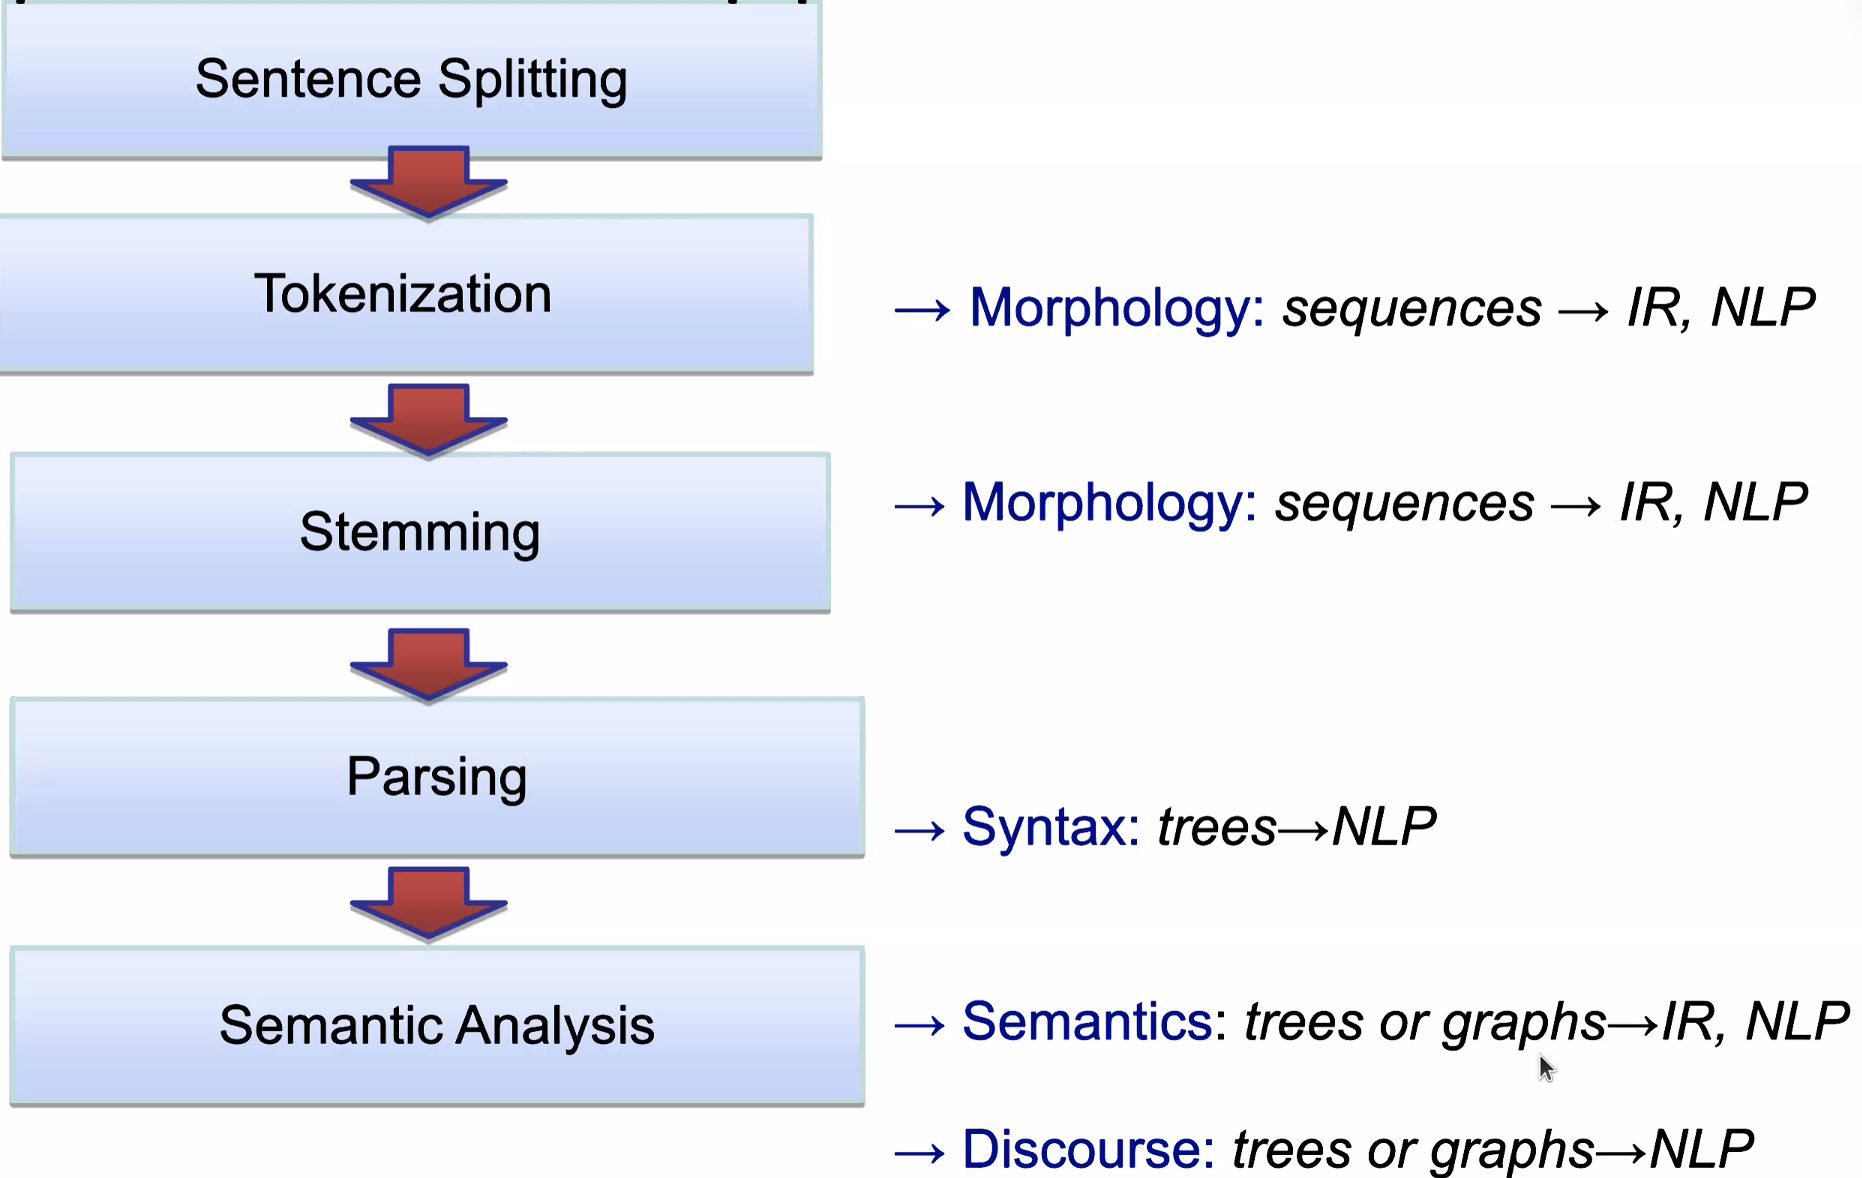 Sentence Splitting
Tokenization
→ Morphology: sequences → IR, NLP
Stemming
→ Morphology: sequences → IR, NLP
Parsing
→ Syntax: trees→NLP
Semantic Analysis
→ Semantics: trees or graphs→IR, NLP
→ Discourse: trees or graphs→NLP